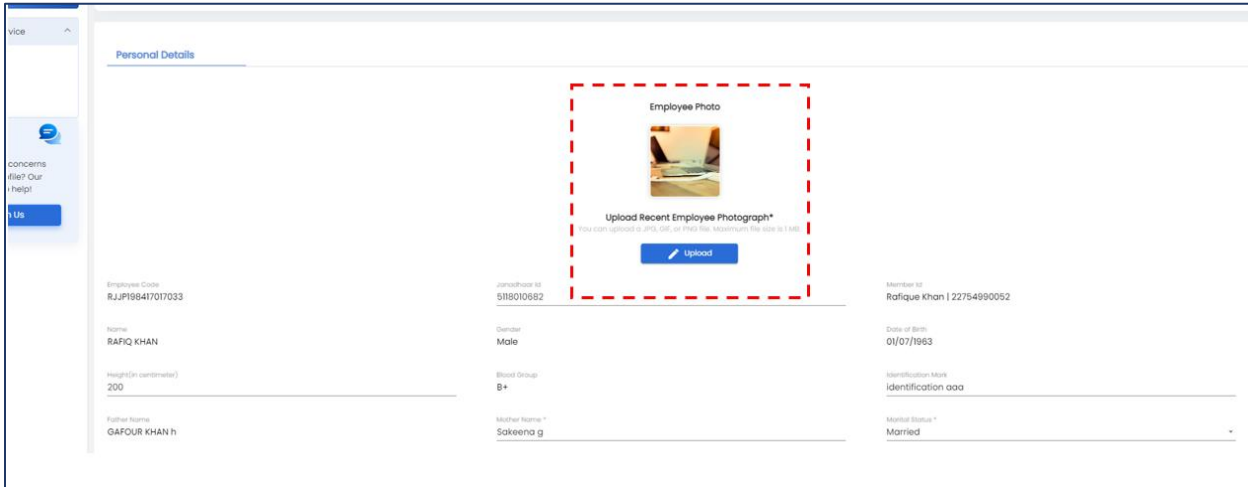 vice
Personal Details
Employee Photo
concerns
ofile? Our
help!
Us
Upload Recent Employee Photograph*
You can upload a JPG, GIF, or PNG file. Maximum file size is 1 MB
Upload
Employee Code
Janadhaar Id
Member Id
RJJP198417017033
5118010682
Rafique Khan | 22754990052
Name
Gender
Date of Birth
RAFIQ KHAN
Male
01/07/1963
Height(in centimeter)
Blood Group
Identification Mark
200
B+
identification aaa
Father Name
Mother Name *
Marital Status *
GAFOUR KHAN h
Sakeena g
Married